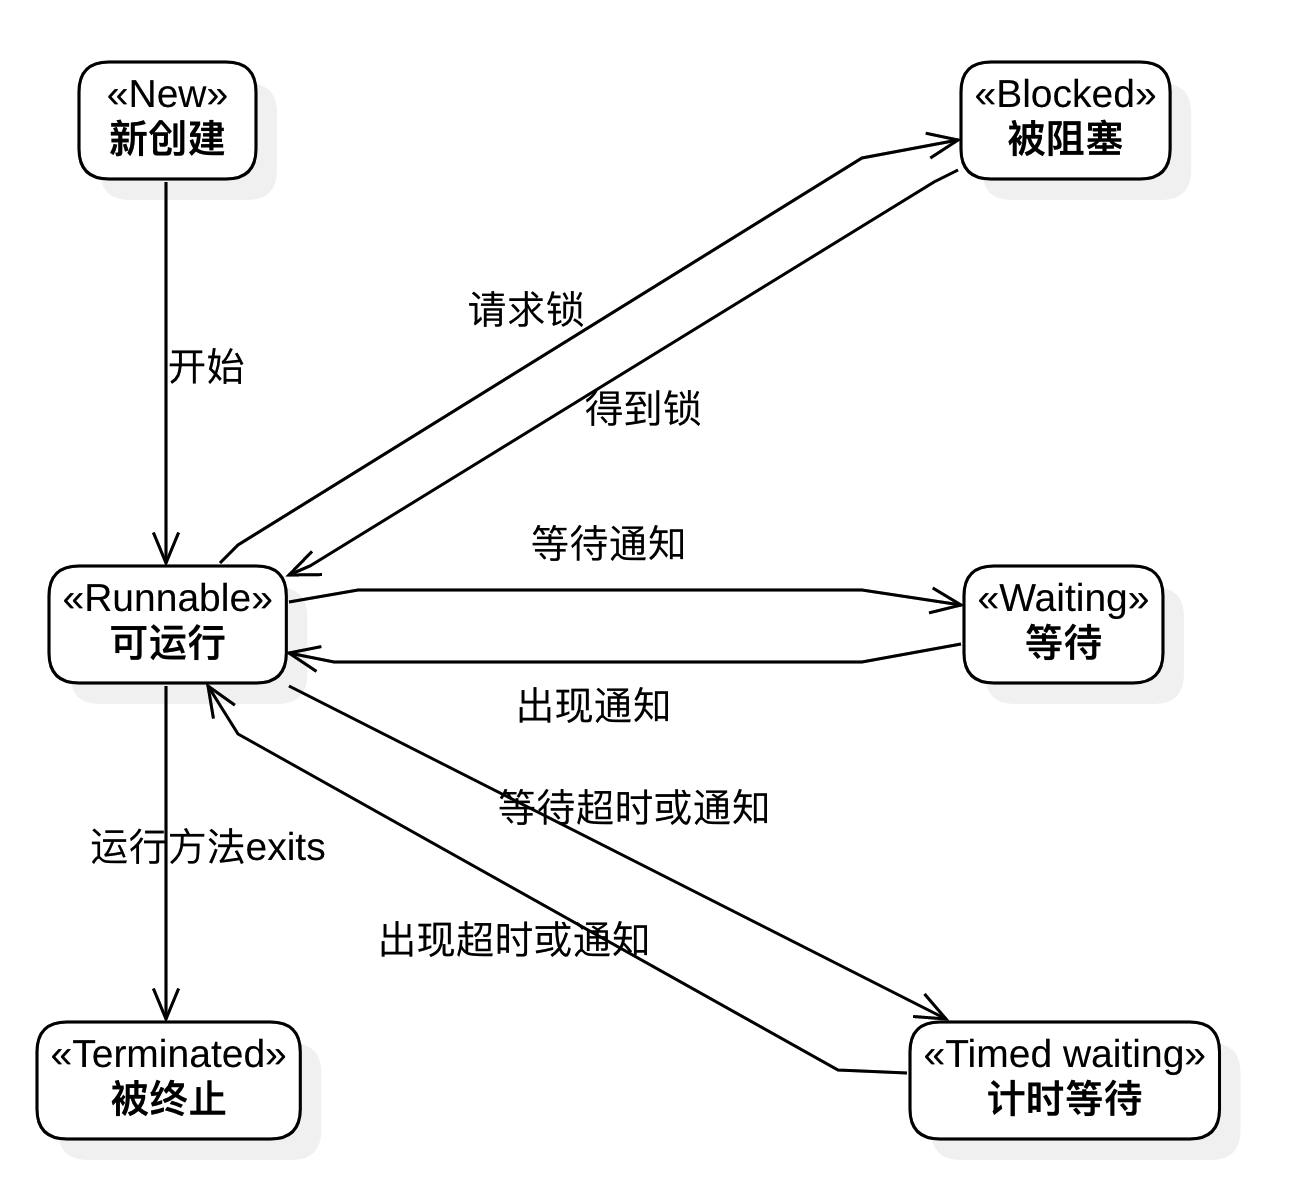 «New»
新创建
«Blocked»
被阻塞
请求锁
开始
得到锁
等待通知
«Runnable»
可运行
«Waiting»
等待
出现通知
等待超时或通知
运行方法exits
出现超时或通知
«Terminated»
被终止
«Timed waiting»
计时等待